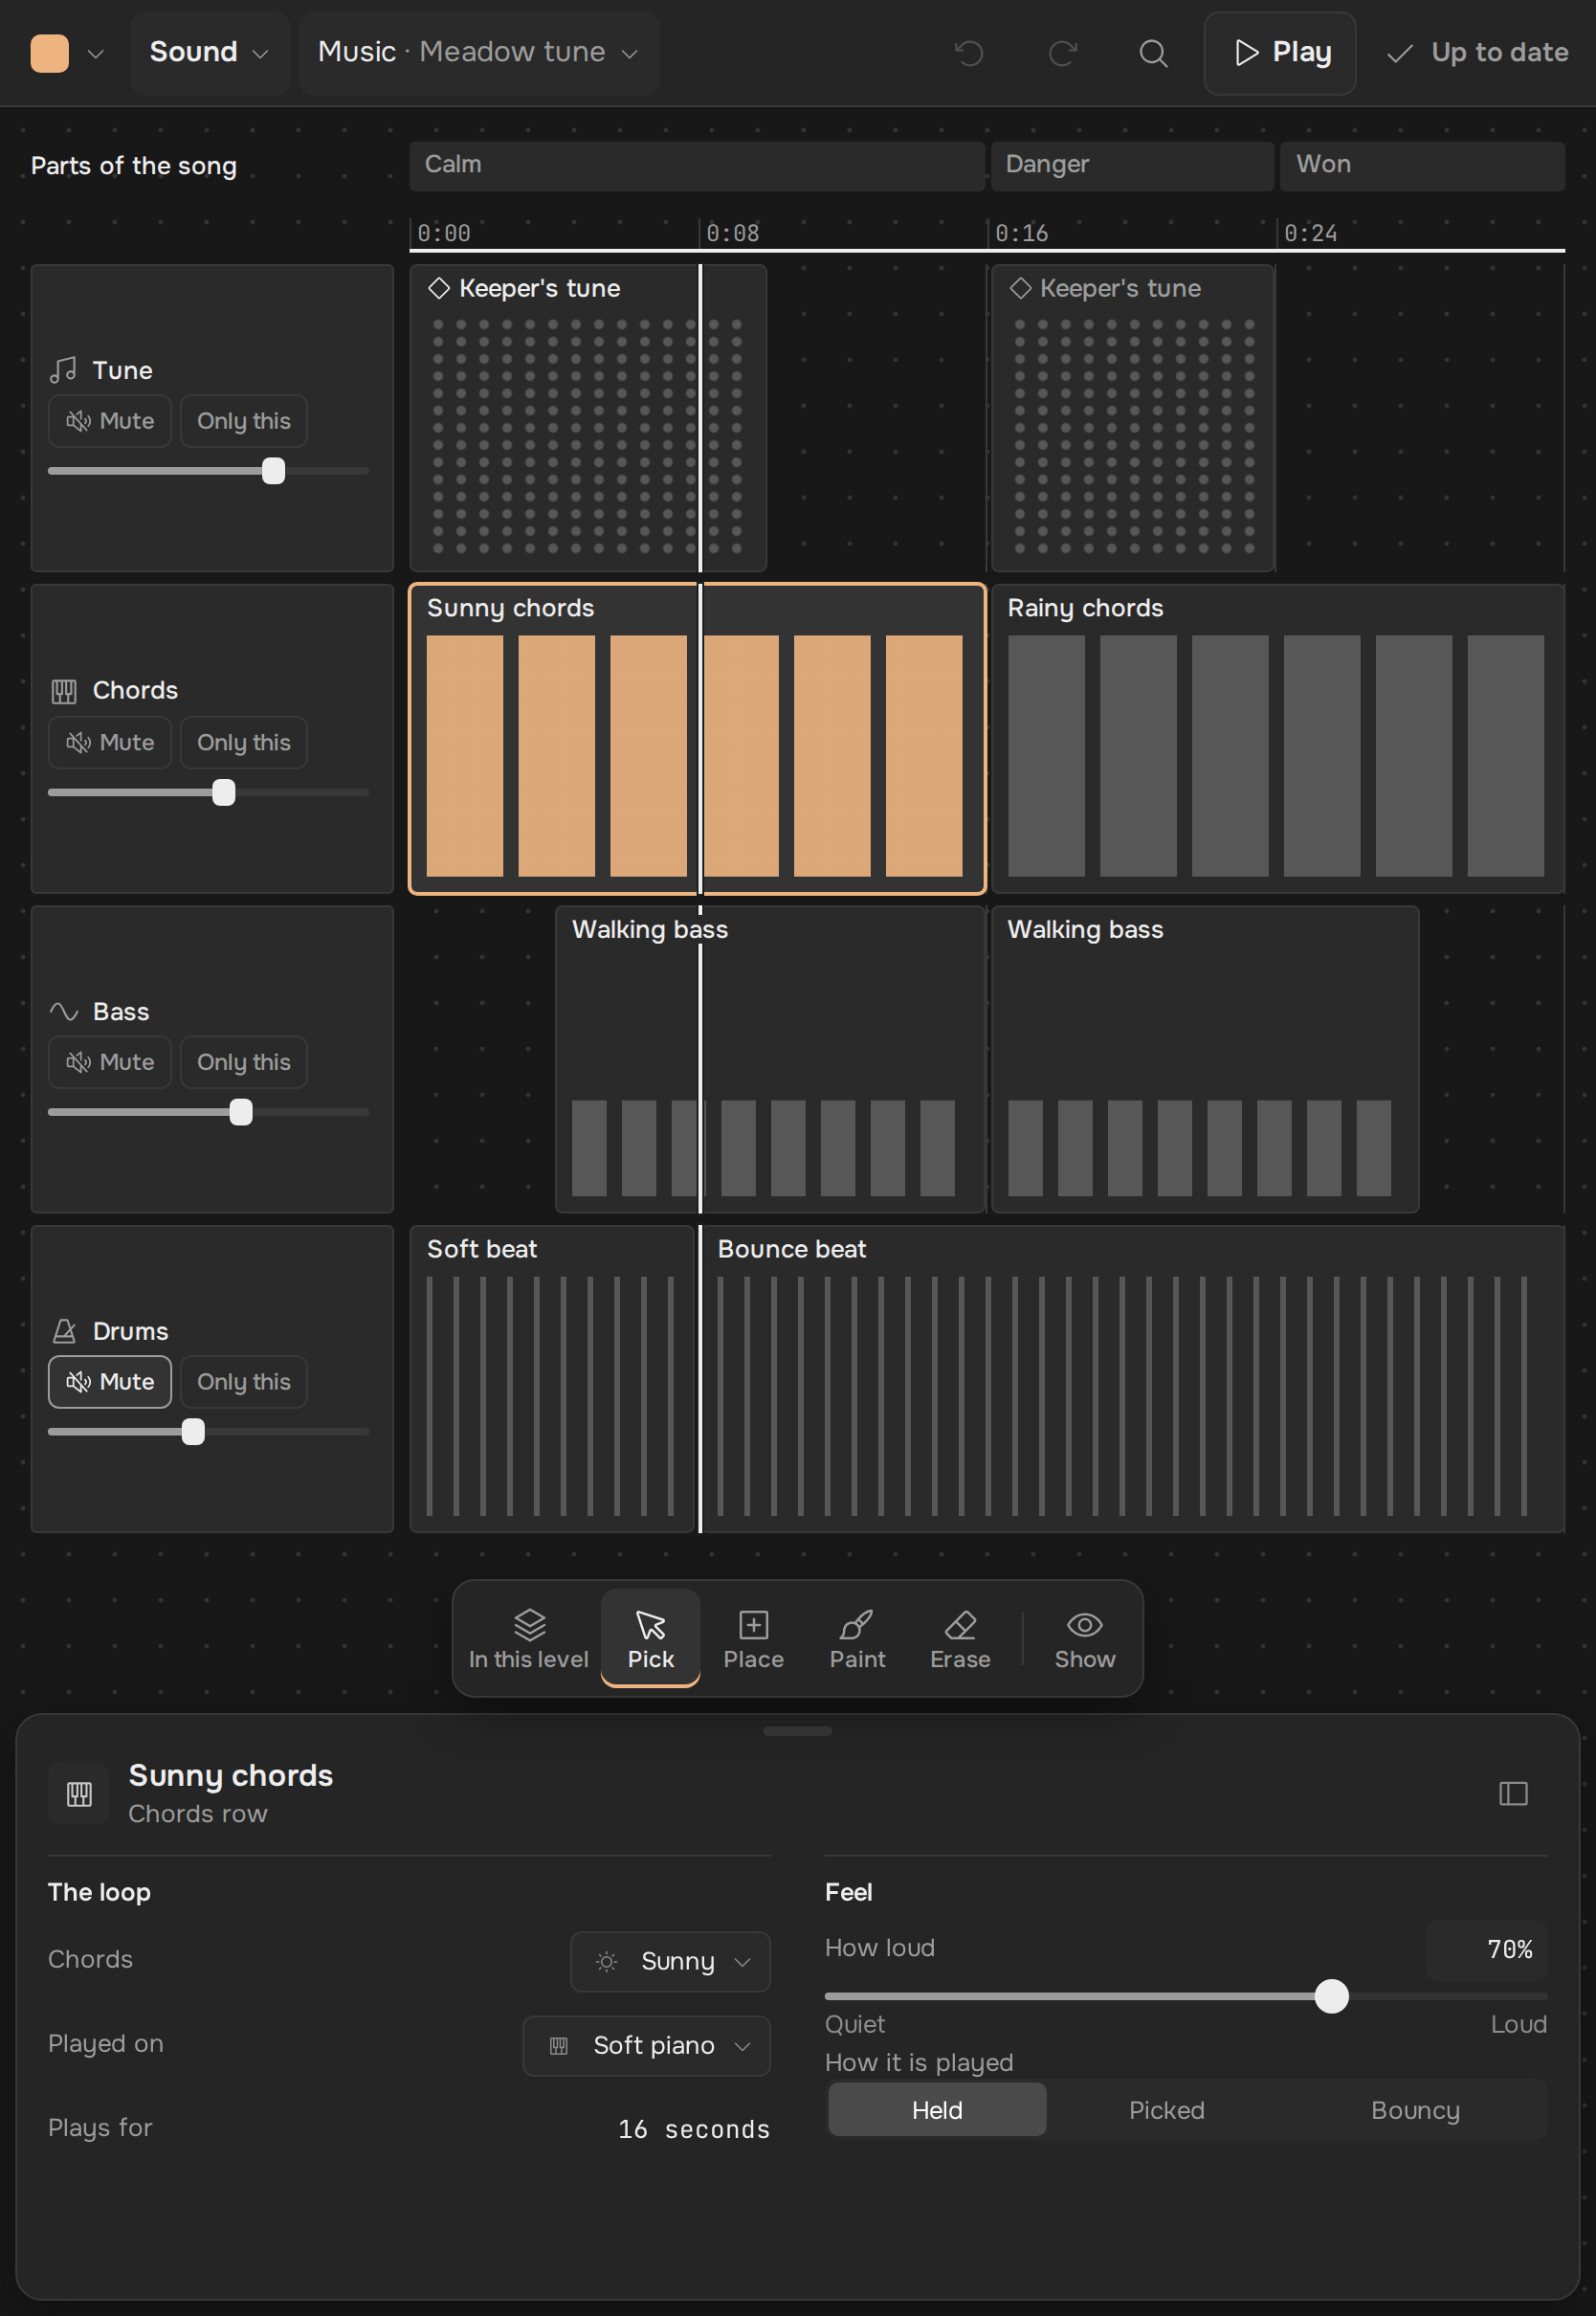 Sound
Music · Meadow tune
Play
Up to date
Parts of the song
Calm
Danger
Won
0:00
0:08
0:16
0:24
Tune
Mute
Only this
Keeper's tune
Keeper's tune
Chords
Mute
Only this
Sunny chords
Rainy chords
Bass
Mute
Only this
Walking bass
Walking bass
Drums
Mute
Only this
Soft beat
Bounce beat
In this level
Pick
Place
Paint
Erase
Show
Sunny chords
Chords row
The loop
Chords
Sunny
Played on
Soft piano
Plays for
16 seconds
Feel
How loud
70%
Quiet
Loud
How it is played
Held
Picked
Bouncy